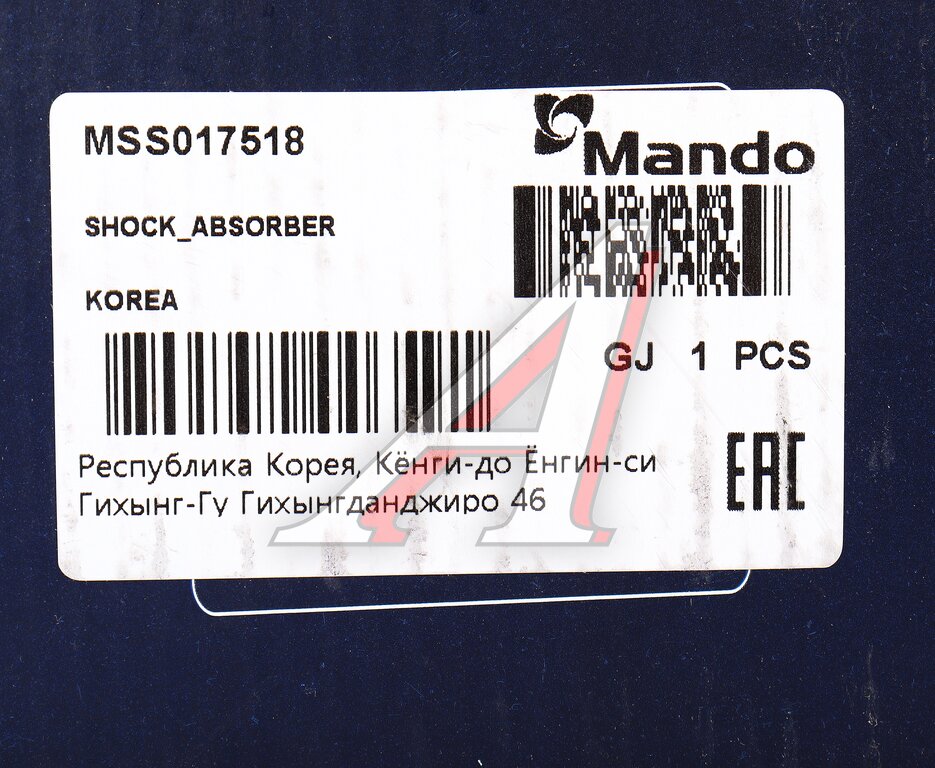 MSS017518
Mando
SHOCK_ABSORBER
KOREA
GJ 1 PCS
Республика Корея, Кёнги-до Ёнгин-си
Гихынг-Гу Гихынгданджиро 46
EAC